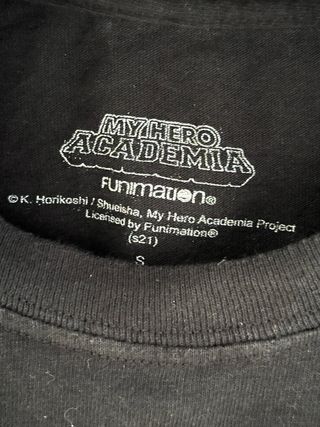 MY HERO
ACADEMIA
FUNIMATION®
© K. Horikoshi / Shueisha, My Hero Academia Project
Licensed by Funimation®
(s21)
S